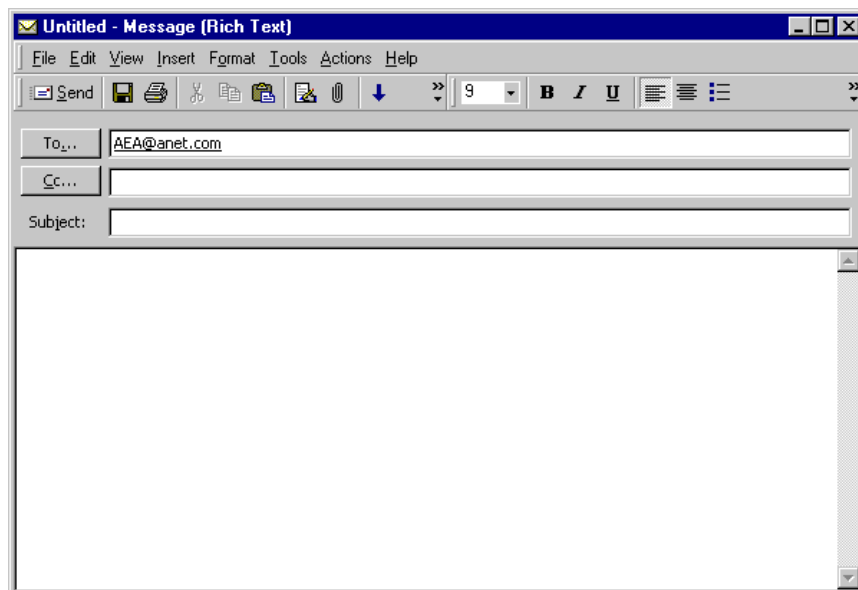 Untitled - Message (Rich Text)
File Edit View Insert Format Tools Actions Help
Send 9 B I U
To... AEA@anet.com
Cc...
Subject: